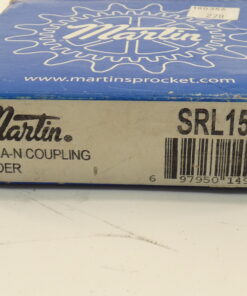 Martin
www.martinsprocket.com
Martin®
SRL15
A-N COUPLING
DER
6 97950 149